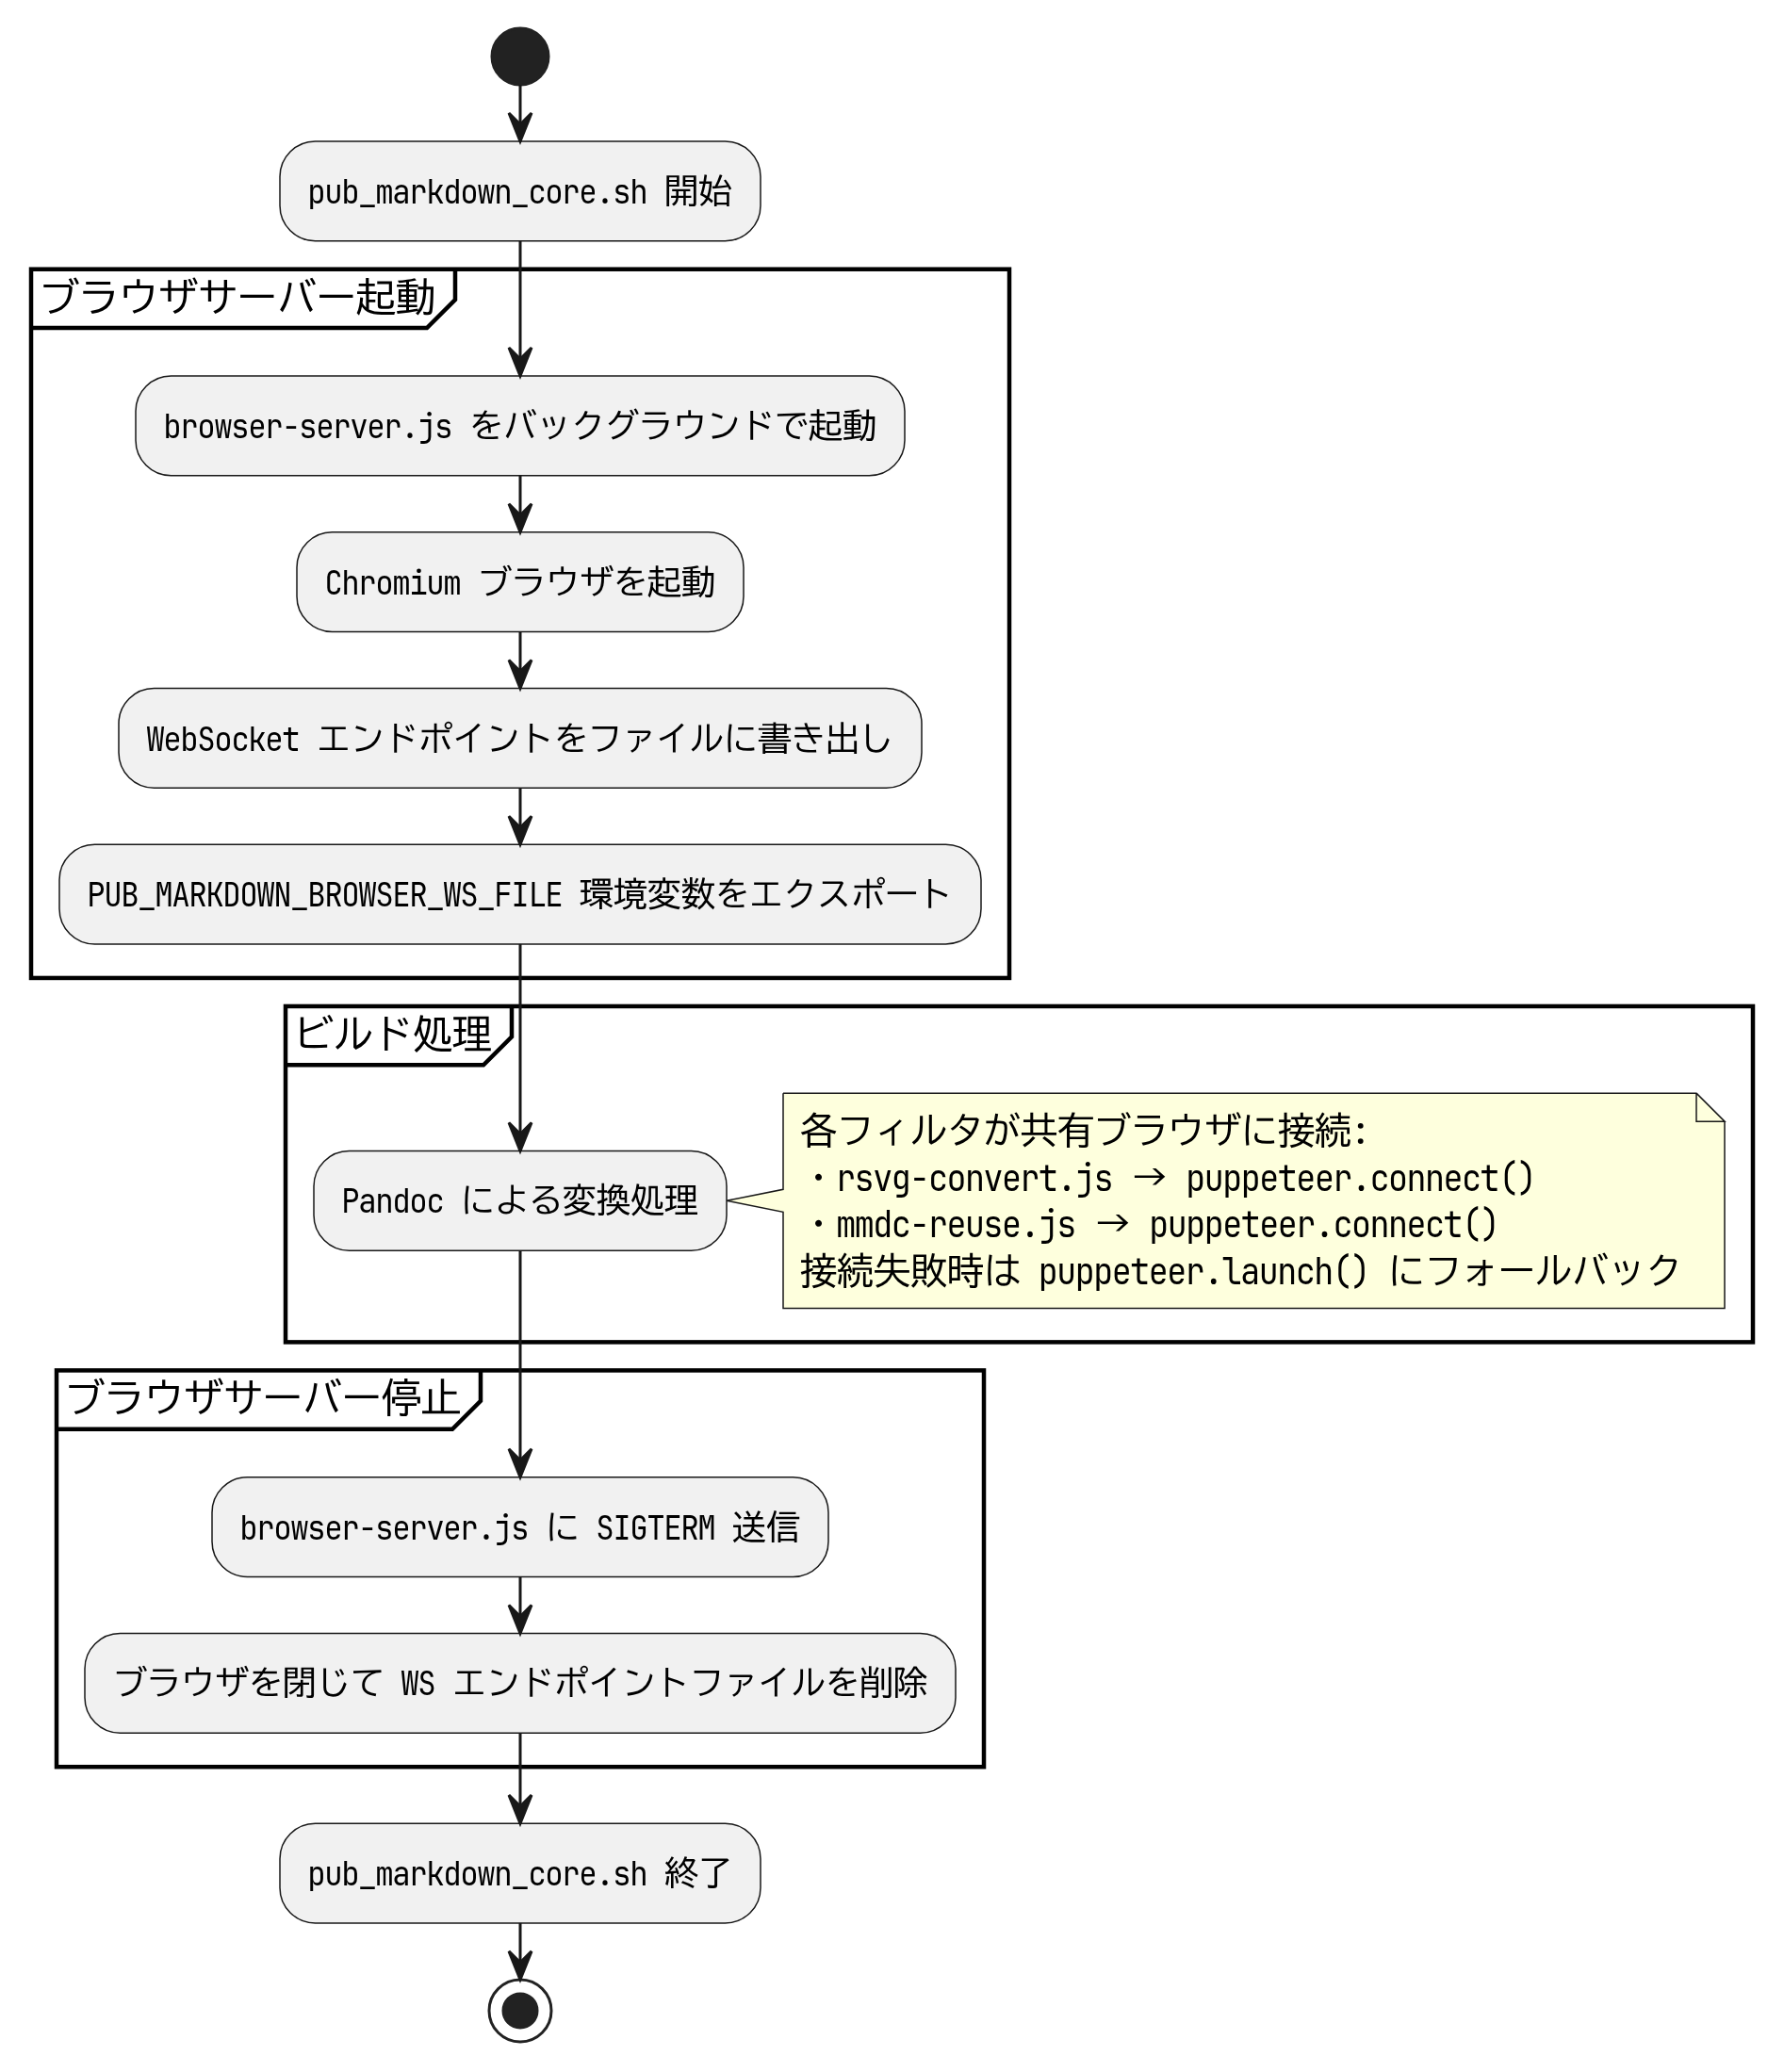 pub_markdown_core.sh 開始
ブラウザサーバー起動
browser-server.js をバックグラウンドで起動
Chromium ブラウザを起動
WebSocket エンドポイントをファイルに書き出し
PUB_MARKDOWN_BROWSER_WS_FILE 環境変数をエクスポート
ビルド処理
Pandoc による変換処理
各フィルタが共有ブラウザに接続:
・rsvg-convert.js → puppeteer.connect()
・mmdc-reuse.js → puppeteer.connect()
接続失敗時は puppeteer.launch() にフォールバック
ブラウザサーバー停止
browser-server.js に SIGTERM 送信
ブラウザを閉じて WS エンドポイントファイルを削除
pub_markdown_core.sh 終了